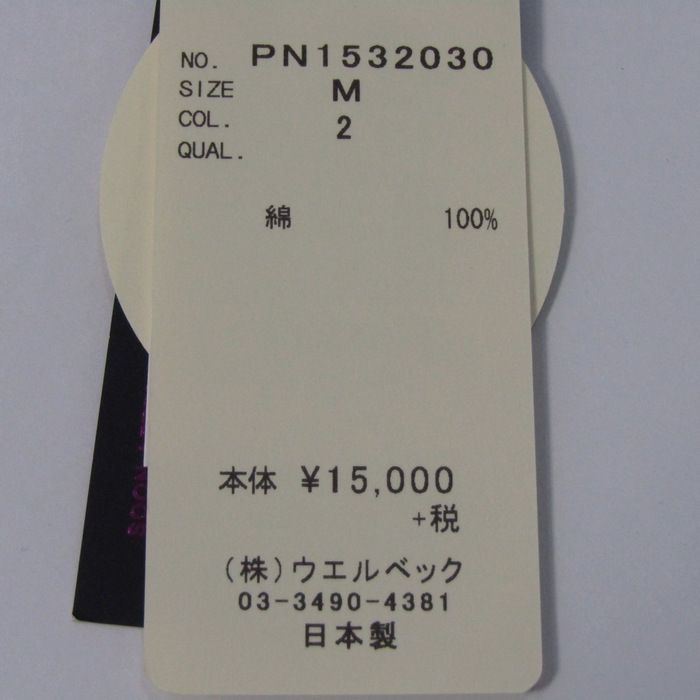 NO. PN1532030
SIZE M
COL. 2
QUAL.
綿 100%
本体 ¥15,000
+税
(株)ウエルベック
03-3490-4381
日本製